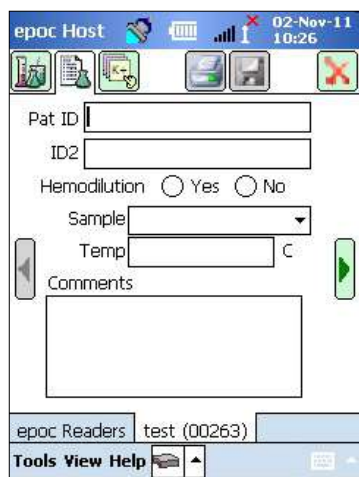 epoc Host 02-Nov-11
10:26
K+
Pat ID
ID2
Hemodilution Yes No
Sample
Temp C
Comments
epoc Readers test (00263)
Tools View Help